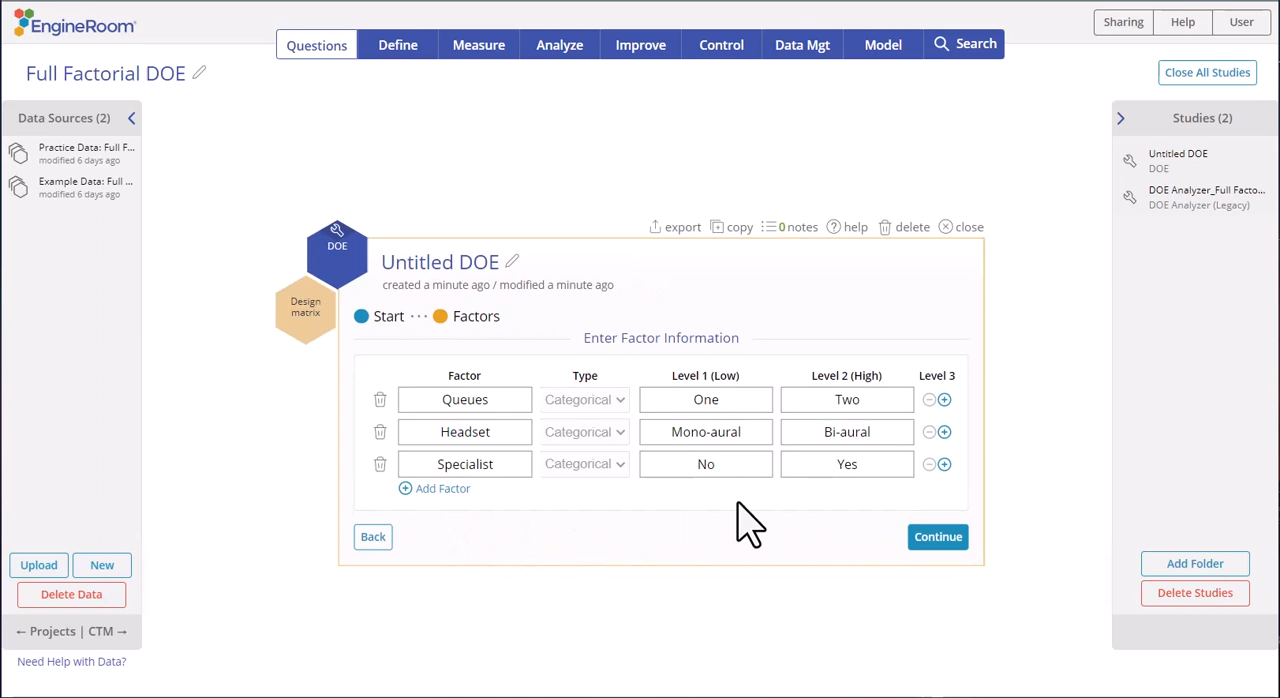 EngineRoom
Sharing Help User
Questions Define Measure Analyze Improve Control Data Mgt Model Search
Full Factorial DOE
Close All Studies
Data Sources (2)
Practice Data: Full F...
modified 6 days ago
Example Data: Full ...
modified 6 days ago
Upload New
Delete Data
← Projects | CTM →
Need Help with Data?
export copy 0 notes help delete close
DOE
Design
matrix
Untitled DOE
created a minute ago / modified a minute ago
Start Factors
Enter Factor Information
Factor Type Level 1 (Low) Level 2 (High) Level 3
Queues Categorical One Two
Headset Categorical Mono-aural Bi-aural
Specialist Categorical No Yes
Add Factor
Back Continue
Studies (2)
Untitled DOE
DOE
DOE Analyzer_Full Facto...
DOE Analyzer (Legacy)
Add Folder
Delete Studies